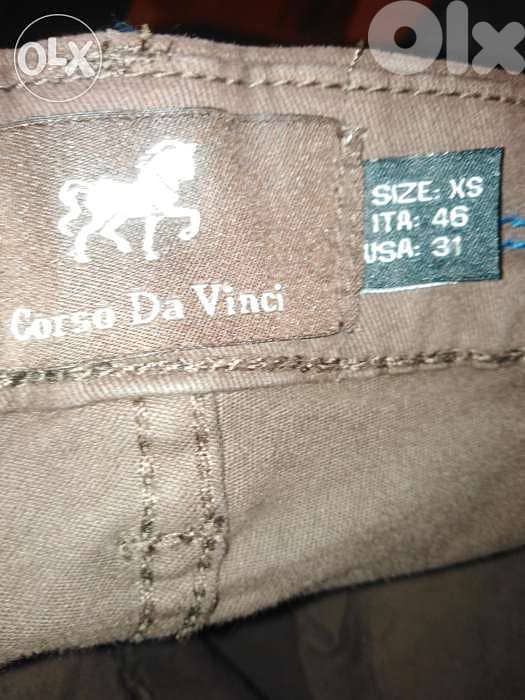 OLX
OLX
SIZE: XS
ITA: 46
USA: 31
Corso Da Vinci